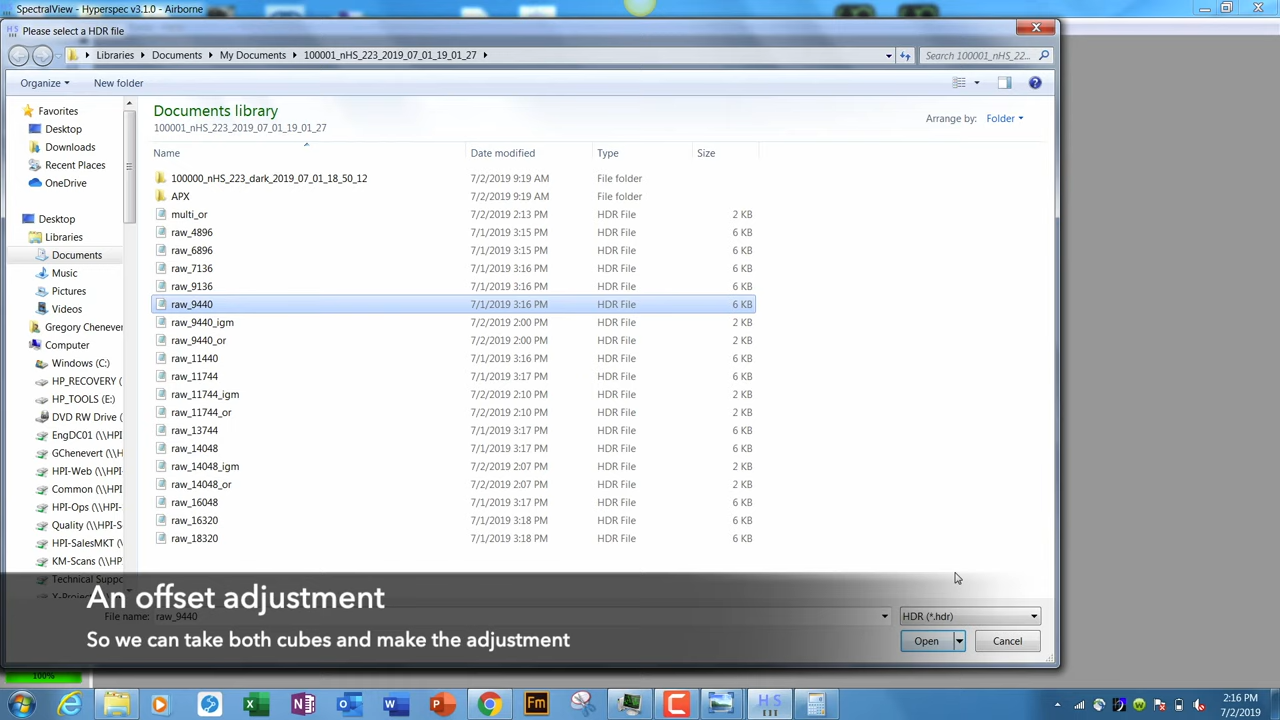 SpectralView - Hyperspec v3.1.0 - Airborne
Please select a HDR file
Libraries Documents My Documents 100001_nHS_223_2019_07_01_19_01_27
Search 100001_nHS_22...
Organize New folder
Favorites
Desktop
Downloads
Recent Places
OneDrive
Desktop
Libraries
Documents
Music
Pictures
Videos
Gregory Chenever
Computer
Windows (C:)
HP_RECOVERY (
HP_TOOLS (E:)
DVD RW Drive (
EngDC01 (\\HPI
GChenevert (\\H
HPI-Web (\\HPI-
Common (\\HPI
HPI-Ops (\\HPI-
Quality (\\HPI-S
HPI-SalesMKT (\
KM-Scans (\\HPI
Technical Suppo
Documents library
100001_nHS_223_2019_07_01_19_01_27
Arrange by: Folder
Name Date modified Type Size
100000_nHS_223_dark_2019_07_01_18_50_12 7/2/2019 9:19 AM File folder
APX 7/2/2019 9:19 AM File folder
multi_or 7/2/2019 2:13 PM HDR File 2 KB
raw_4896 7/1/2019 3:15 PM HDR File 6 KB
raw_6896 7/1/2019 3:15 PM HDR File 6 KB
raw_7136 7/1/2019 3:16 PM HDR File 6 KB
raw_9136 7/1/2019 3:16 PM HDR File 6 KB
raw_9440 7/1/2019 3:16 PM HDR File 6 KB
raw_9440_igm 7/2/2019 2:00 PM HDR File 2 KB
raw_9440_or 7/2/2019 2:00 PM HDR File 2 KB
raw_11440 7/1/2019 3:16 PM HDR File 6 KB
raw_11744 7/1/2019 3:17 PM HDR File 6 KB
raw_11744_igm 7/2/2019 2:10 PM HDR File 2 KB
raw_11744_or 7/2/2019 2:10 PM HDR File 2 KB
raw_13744 7/1/2019 3:17 PM HDR File 6 KB
raw_14048 7/1/2019 3:17 PM HDR File 6 KB
raw_14048_igm 7/2/2019 2:07 PM HDR File 2 KB
raw_14048_or 7/2/2019 2:07 PM HDR File 2 KB
raw_16048 7/1/2019 3:17 PM HDR File 6 KB
raw_16320 7/1/2019 3:18 PM HDR File 6 KB
raw_18320 7/1/2019 3:18 PM HDR File 6 KB
An offset adjustment
File name: raw_9440
HDR (*.hdr)
So we can take both cubes and make the adjustment
Open Cancel
100%
2:16 PM
7/2/2019